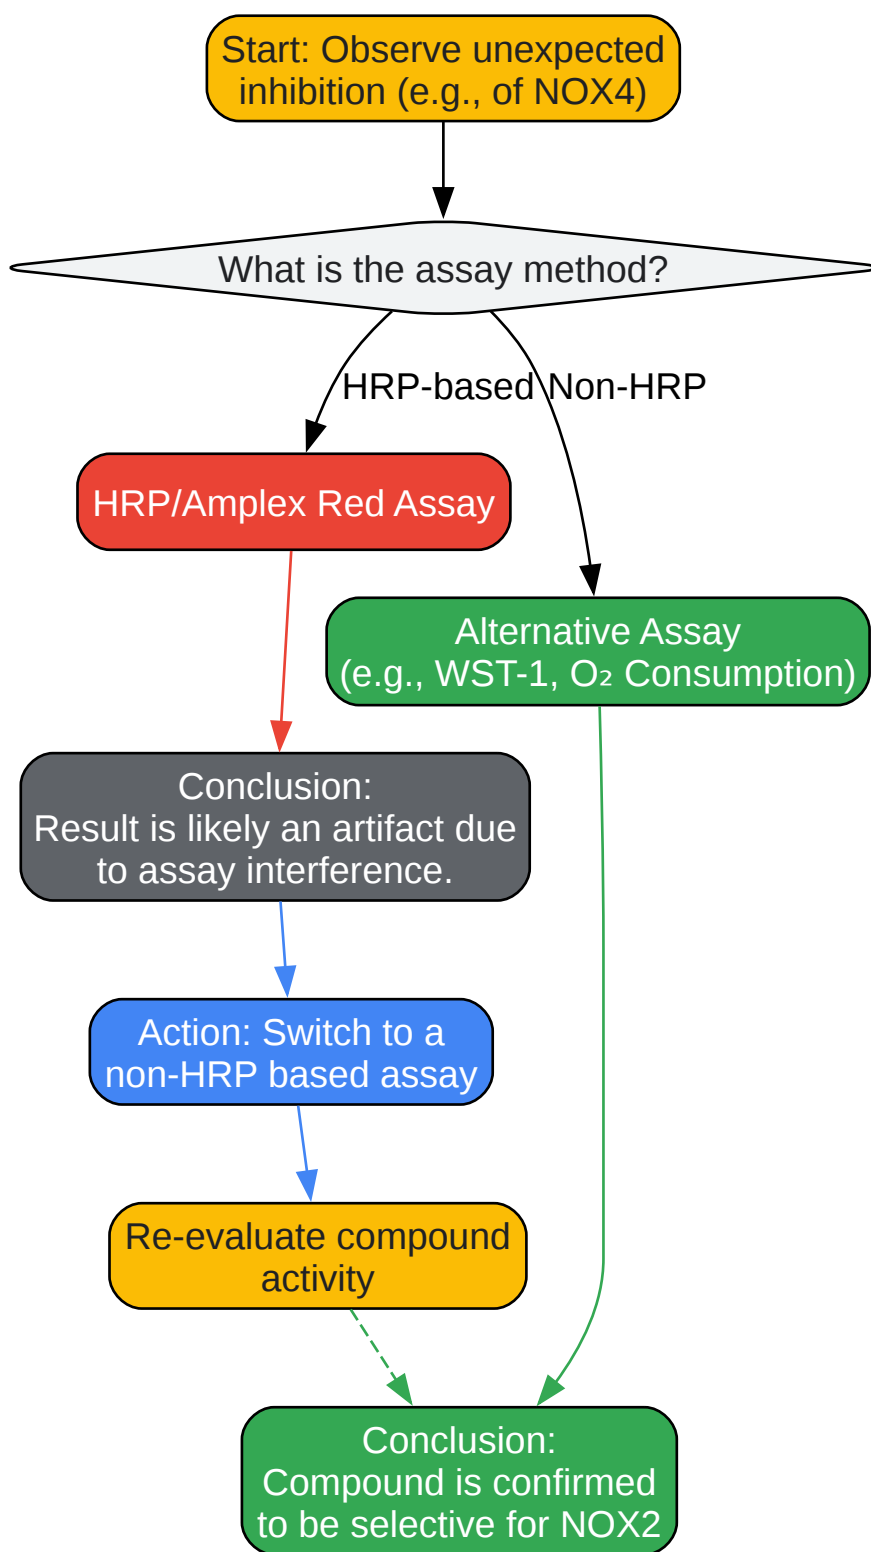 Start: Observe unexpected
inhibition (e.g., of NOX4)
What is the assay method?
HRP-based
Non-HRP
HRP/Amplex Red Assay
Alternative Assay
(e.g., WST-1, O₂ Consumption)
Conclusion:
Result is likely an artifact due
to assay interference.
Action: Switch to a
non-HRP based assay
Re-evaluate compound
activity
Conclusion:
Compound is confirmed
to be selective for NOX2